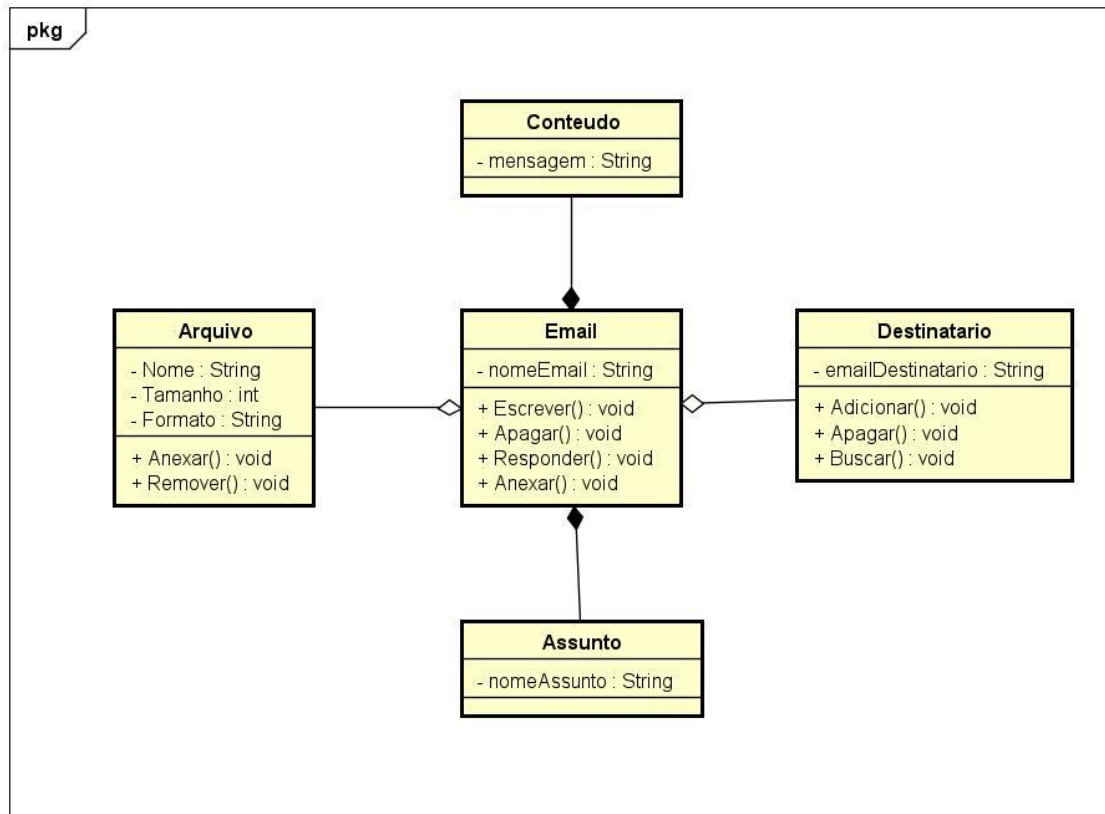 pkg
Conteudo
- mensagem : String
Arquivo
- Nome : String
- Tamanho : int
- Formato : String
+ Anexar() : void
+ Remover() : void
Email
- nomeEmail : String
+ Escrever() : void
+ Apagar() : void
+ Responder() : void
+ Anexar() : void
Destinatario
- emailDestinatario : String
+ Adicionar() : void
+ Apagar() : void
+ Buscar() : void
Assunto
- nomeAssunto : String